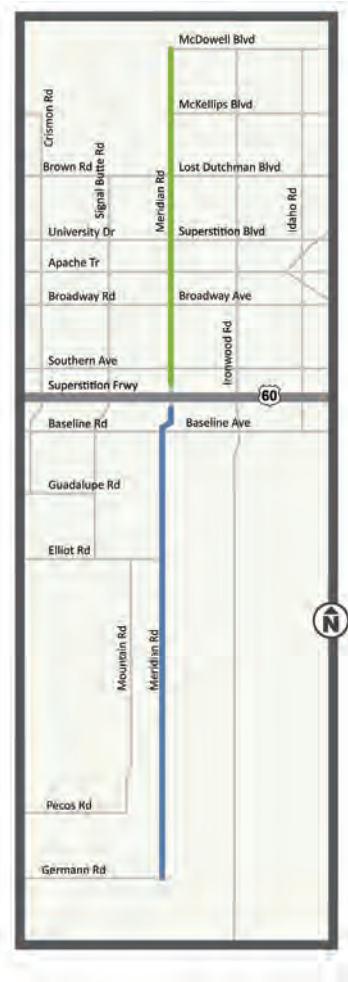 McDowell Blvd
McKellips Blvd
Crismon Rd
Signal Butte Rd
Meridian Rd
Brown Rd
Lost Dutchman Blvd
Idaho Rd
University Dr
Superstition Blvd
Apache Tr
Broadway Rd
Broadway Ave
Ironwood Rd
Southern Ave
Superstition Frwy
60
Baseline Rd
Baseline Ave
Guadalupe Rd
Elliot Rd
Mountain Rd
Meridian Rd
N
Pecos Rd
Germann Rd